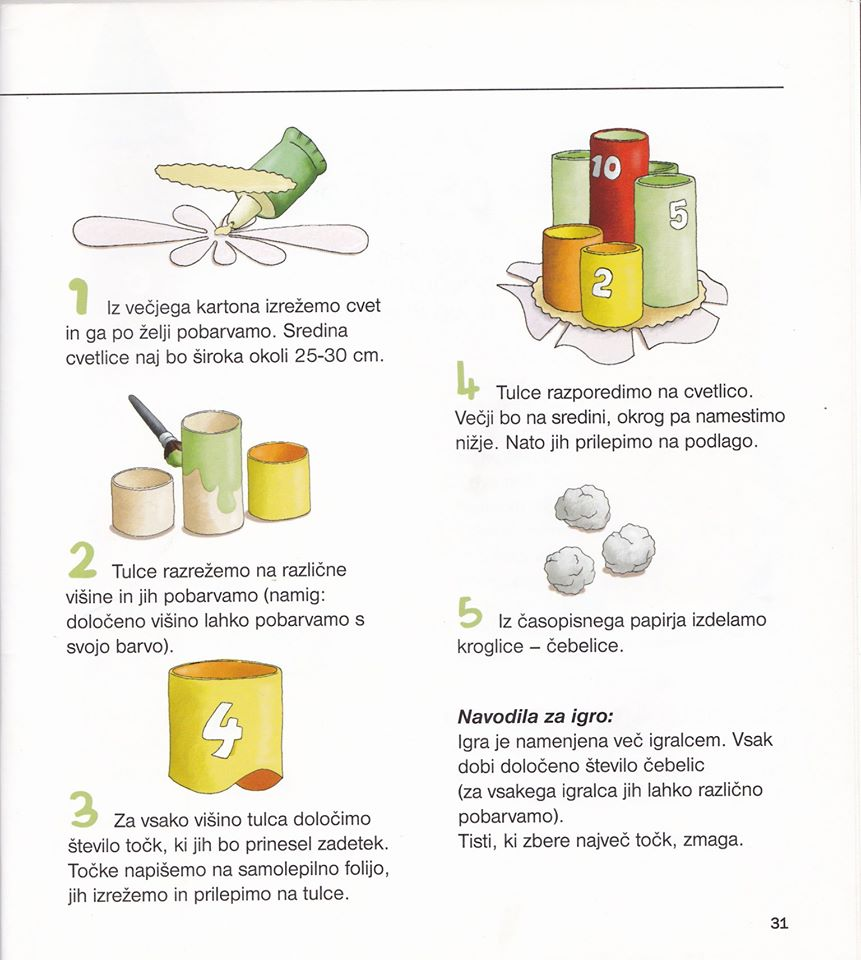 1 Iz večjega kartona izrežemo cvet
in ga po želji pobarvamo. Sredina
cvetlice naj bo široka okoli 25-30 cm.
2 Tulce razrežemo na različne
višine in jih pobarvamo (namig:
določeno višino lahko pobarvamo s
svojo barvo).
4
3 Za vsako višino tulca določimo
število točk, ki jih bo prinesel zadetek.
Točke napišemo na samolepilno folijo,
jih izrežemo in prilepimo na tulce.
10
5
2
4 Tulce razporedimo na cvetlico.
Večji bo na sredini, okrog pa namestimo
nižje. Nato jih prilepimo na podlago.
5 Iz časopisnega papirja izdelamo
kroglice – čebelice.
Navodila za igro:
Igra je namenjena več igralcem. Vsak
dobi določeno število čebelic
(za vsakega igralca jih lahko različno
pobarvamo).
Tisti, ki zbere največ točk, zmaga.
31